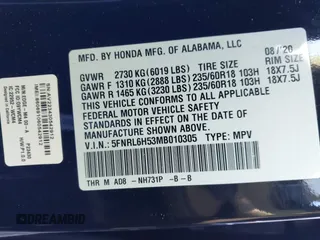 MFD. BY HONDA MFG. OF ALABAMA, LLC 08/20
GVWR 2730 KG(6019 LBS) TIRE SIZE RIM SIZE
GAWR F 1310 KG(2888 LBS)235/60R18 103H 18X7.5J
GAWR R 1465 KG(3230 LBS)235/60R18 103H 18X7.5J
THIS VEHICLE CONFORMS TO ALL APPLICABLE
FEDERAL MOTOR VEHICLE SAFETY
STANDARDS IN EFFECT ON THE DATE OF
MANUFACTURE SHOWN ABOVE.
V.I.N.: 5FNRL6H53MB010305 TYPE: MPV
THR M AD8 - NH731P -B -B
© DREAMBID